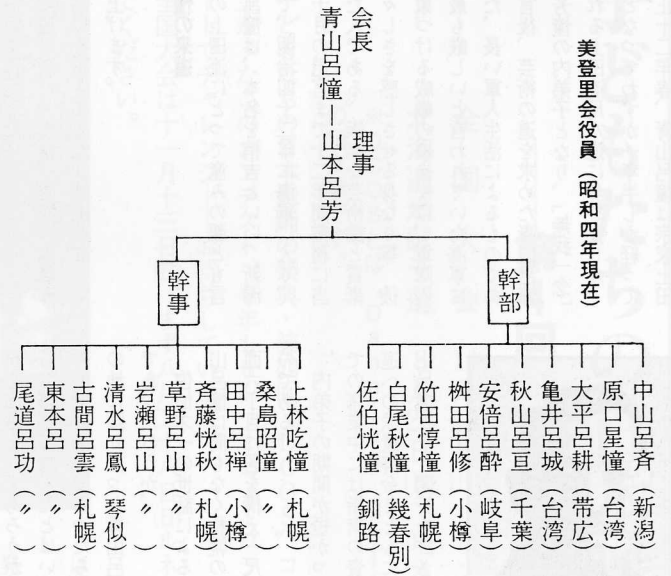 美登里会役員（昭和四年現在）
会長　理事
青山呂憧―山本呂芳
幹部
中山呂斉（新潟）
原口星憧（台湾）
大平呂耕（帯広）
亀井呂城（台湾）
秋山呂亘（千葉）
安倍呂酔（岐阜）
桝田呂修（小樽）
竹田惇憧（札幌）
白尾秋憧（幾春別）
佐伯恍憧（釧路）
幹事
上林吃憧（札幌）
桑島昭憧（〃）
田中呂禅（小樽）
斉藤恍秋（札幌）
草野呂山（〃）
岩瀬呂山（〃）
清水呂鳳（琴似）
古間呂雲（札幌）
東本呂（〃）
尾道呂功（〃）